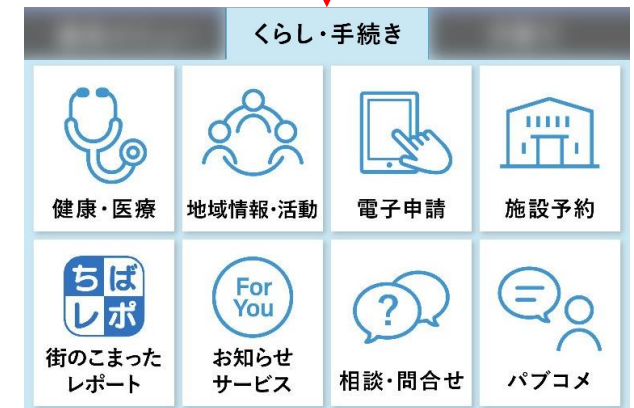 くらし・手続き
健康・医療
地域情報・活動
電子申請
施設予約
ちば
レポ
街のこまった
レポート
For
You
お知らせ
サービス
?
相談・問合せ
パブコメ